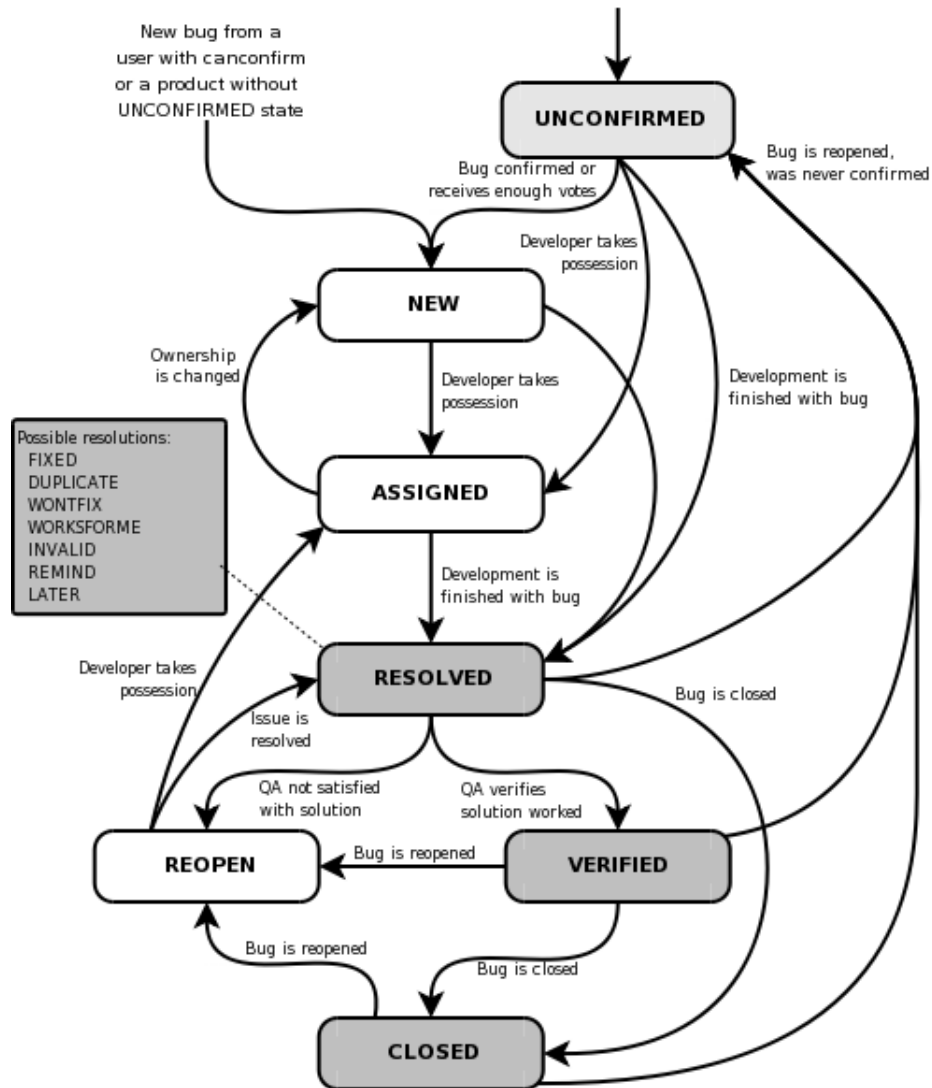 New bug from a
user with canconfirm
or a product without
UNCONFIRMED state
UNCONFIRMED
Bug is reopened,
was never confirmed
Bug confirmed or
receives enough votes
Developer takes
possession
NEW
Ownership
is changed
Developer takes
possession
Development is
finished with bug
Possible resolutions:
FIXED
DUPLICATE
WONTFIX
WORKSFORME
INVALID
REMIND
LATER
ASSIGNED
Development is
finished with bug
Developer takes
possession
RESOLVED
Bug is closed
Issue is
resolved
QA not satisfied
with solution
QA verifies
solution worked
REOPEN
Bug is reopened
VERIFIED
Bug is reopened
Bug is closed
CLOSED